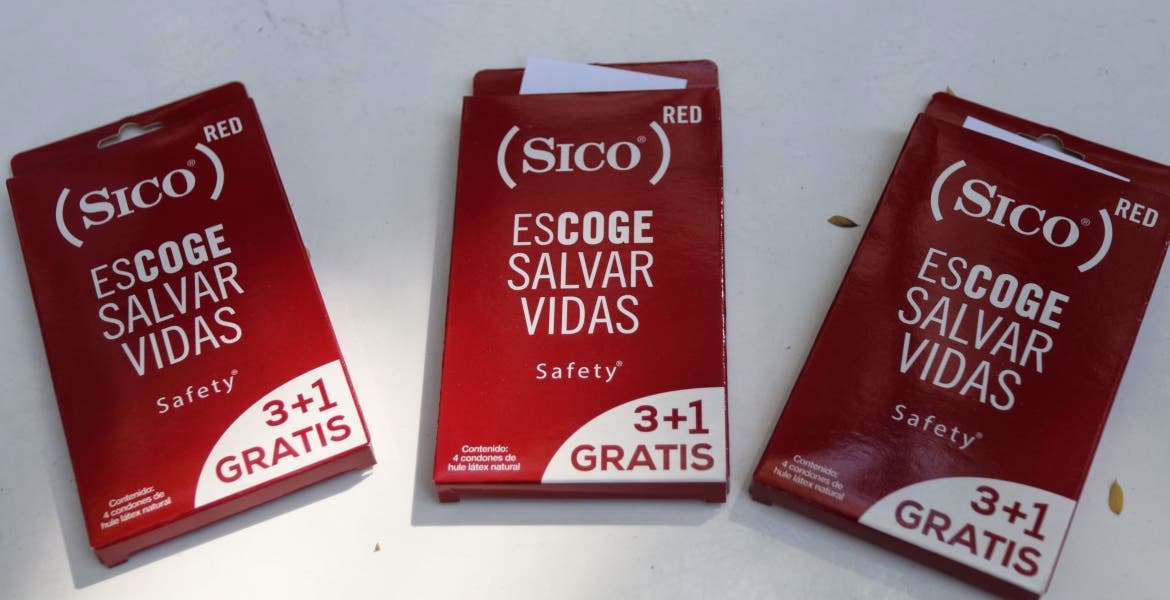 (SICO®) RED
ESCOGE
SALVAR
VIDAS
Safety®
3+1
GRATIS
Contenido:
4 condones de
hule látex natural
(SICO®) RED
ESCOGE
SALVAR
VIDAS
Safety®
3+1
GRATIS
Contenido:
4 condones de
hule látex natural
(SICO®) RED
ESCOGE
SALVAR
VIDAS
Safety®
3+1
GRATIS
Contenido:
4 condones de
hule látex natural